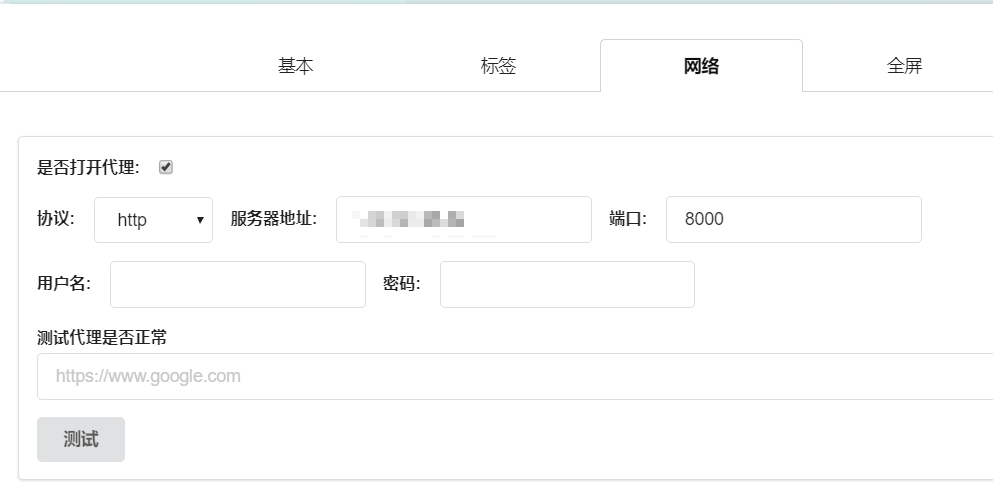 基本 标签 网络 全屏
是否打开代理:
协议: http 服务器地址: 端口: 8000
用户名: 密码:
测试代理是否正常
https://www.google.com
测试